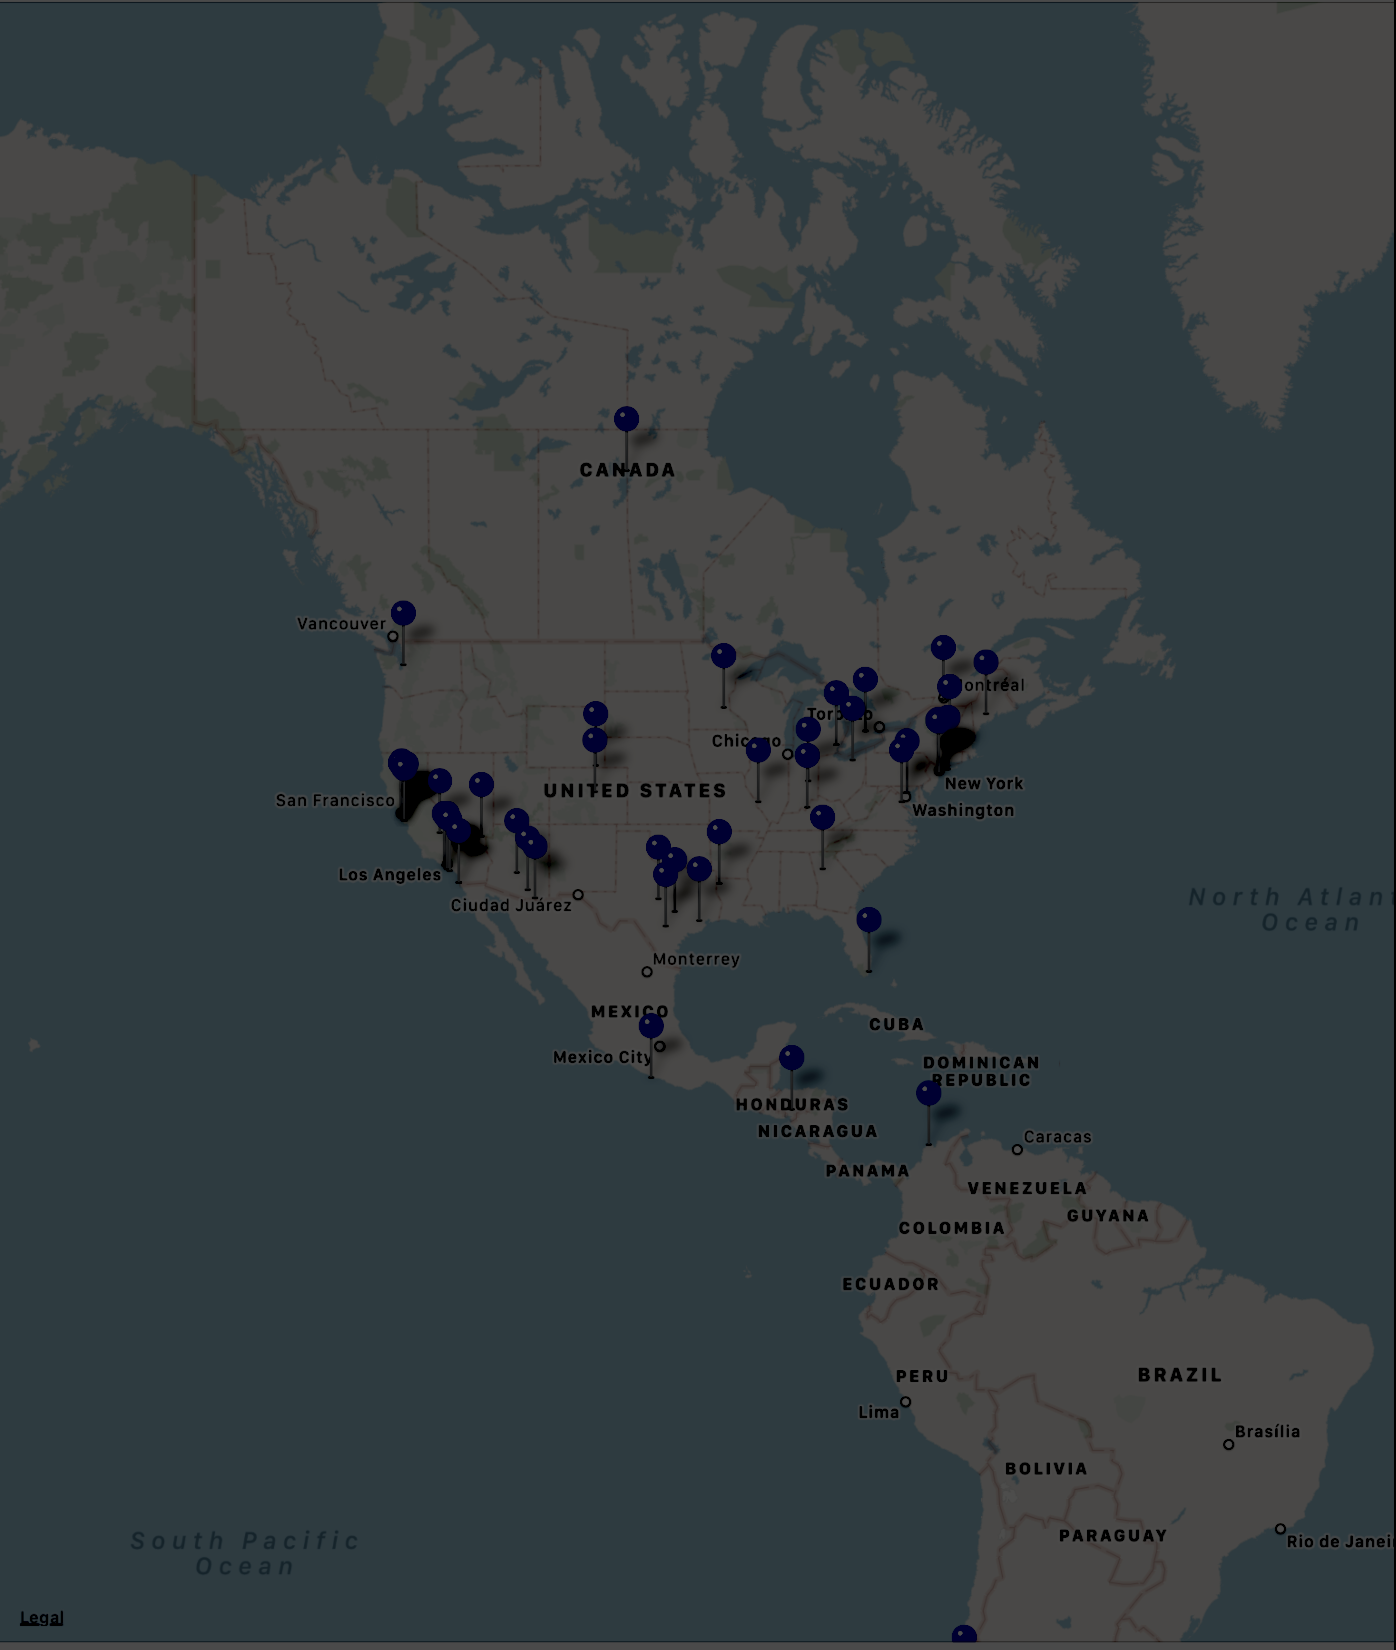 CANADA
Vancouver
Montréal
Toronto
Chicago
UNITED STATES
New York
San Francisco
Washington
Los Angeles
Ciudad Juárez
North Atlant
Ocean
Monterrey
MEXICO
CUBA
Mexico City
DOMINICAN
REPUBLIC
HONDURAS
NICARAGUA
Caracas
PANAMA
VENEZUELA
GUYANA
COLOMBIA
ECUADOR
PERU
BRAZIL
Lima
Brasília
BOLIVIA
PARAGUAY
South Pacific
Ocean
Rio de Janei
Legal